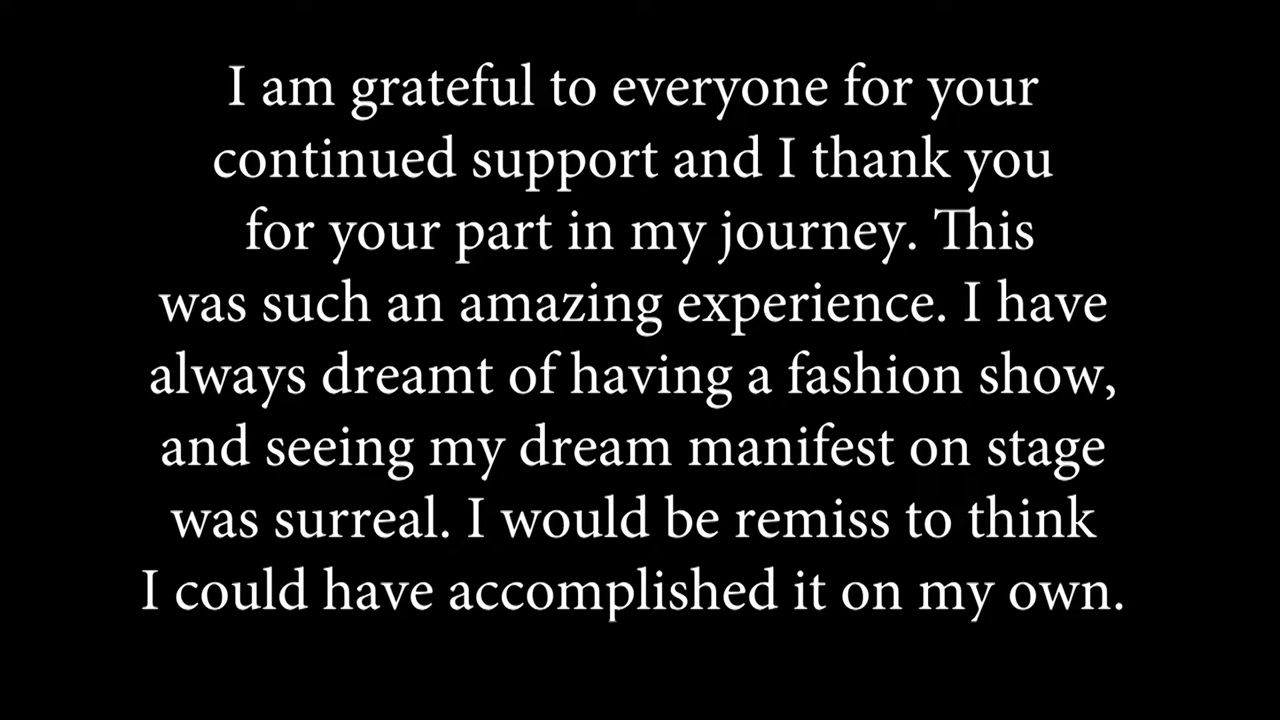 I am grateful to everyone for your
continued support and I thank you
for your part in my journey. This
was such an amazing experience. I have
always dreamt of having a fashion show,
and seeing my dream manifest on stage
was surreal. I would be remiss to think
I could have accomplished it on my own.